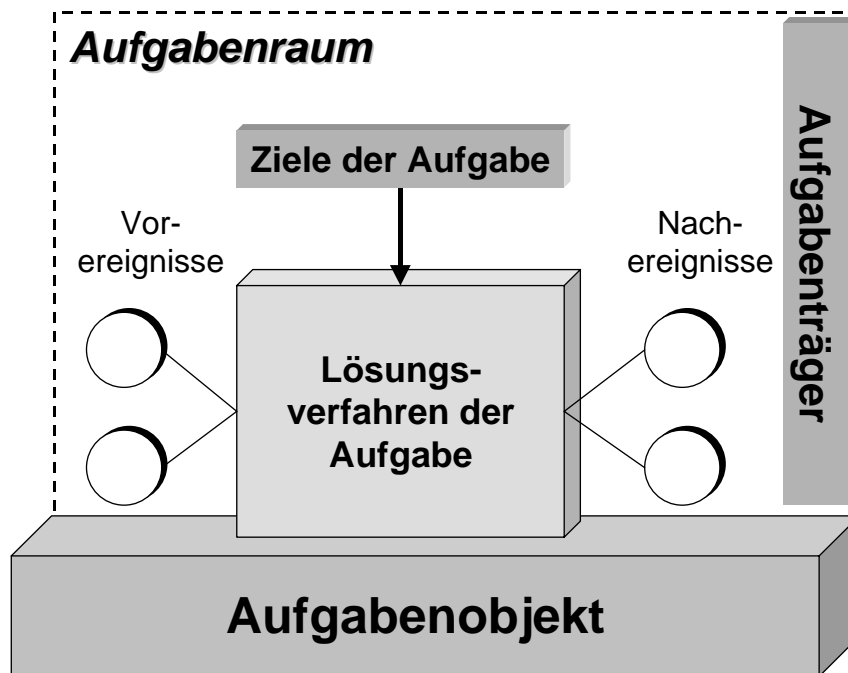 Aufgabenraum
Ziele der Aufgabe
Vor-
ereignisse
Nach-
ereignisse
Aufgabenträger
Lösungs-
verfahren der
Aufgabe
Aufgabenobjekt